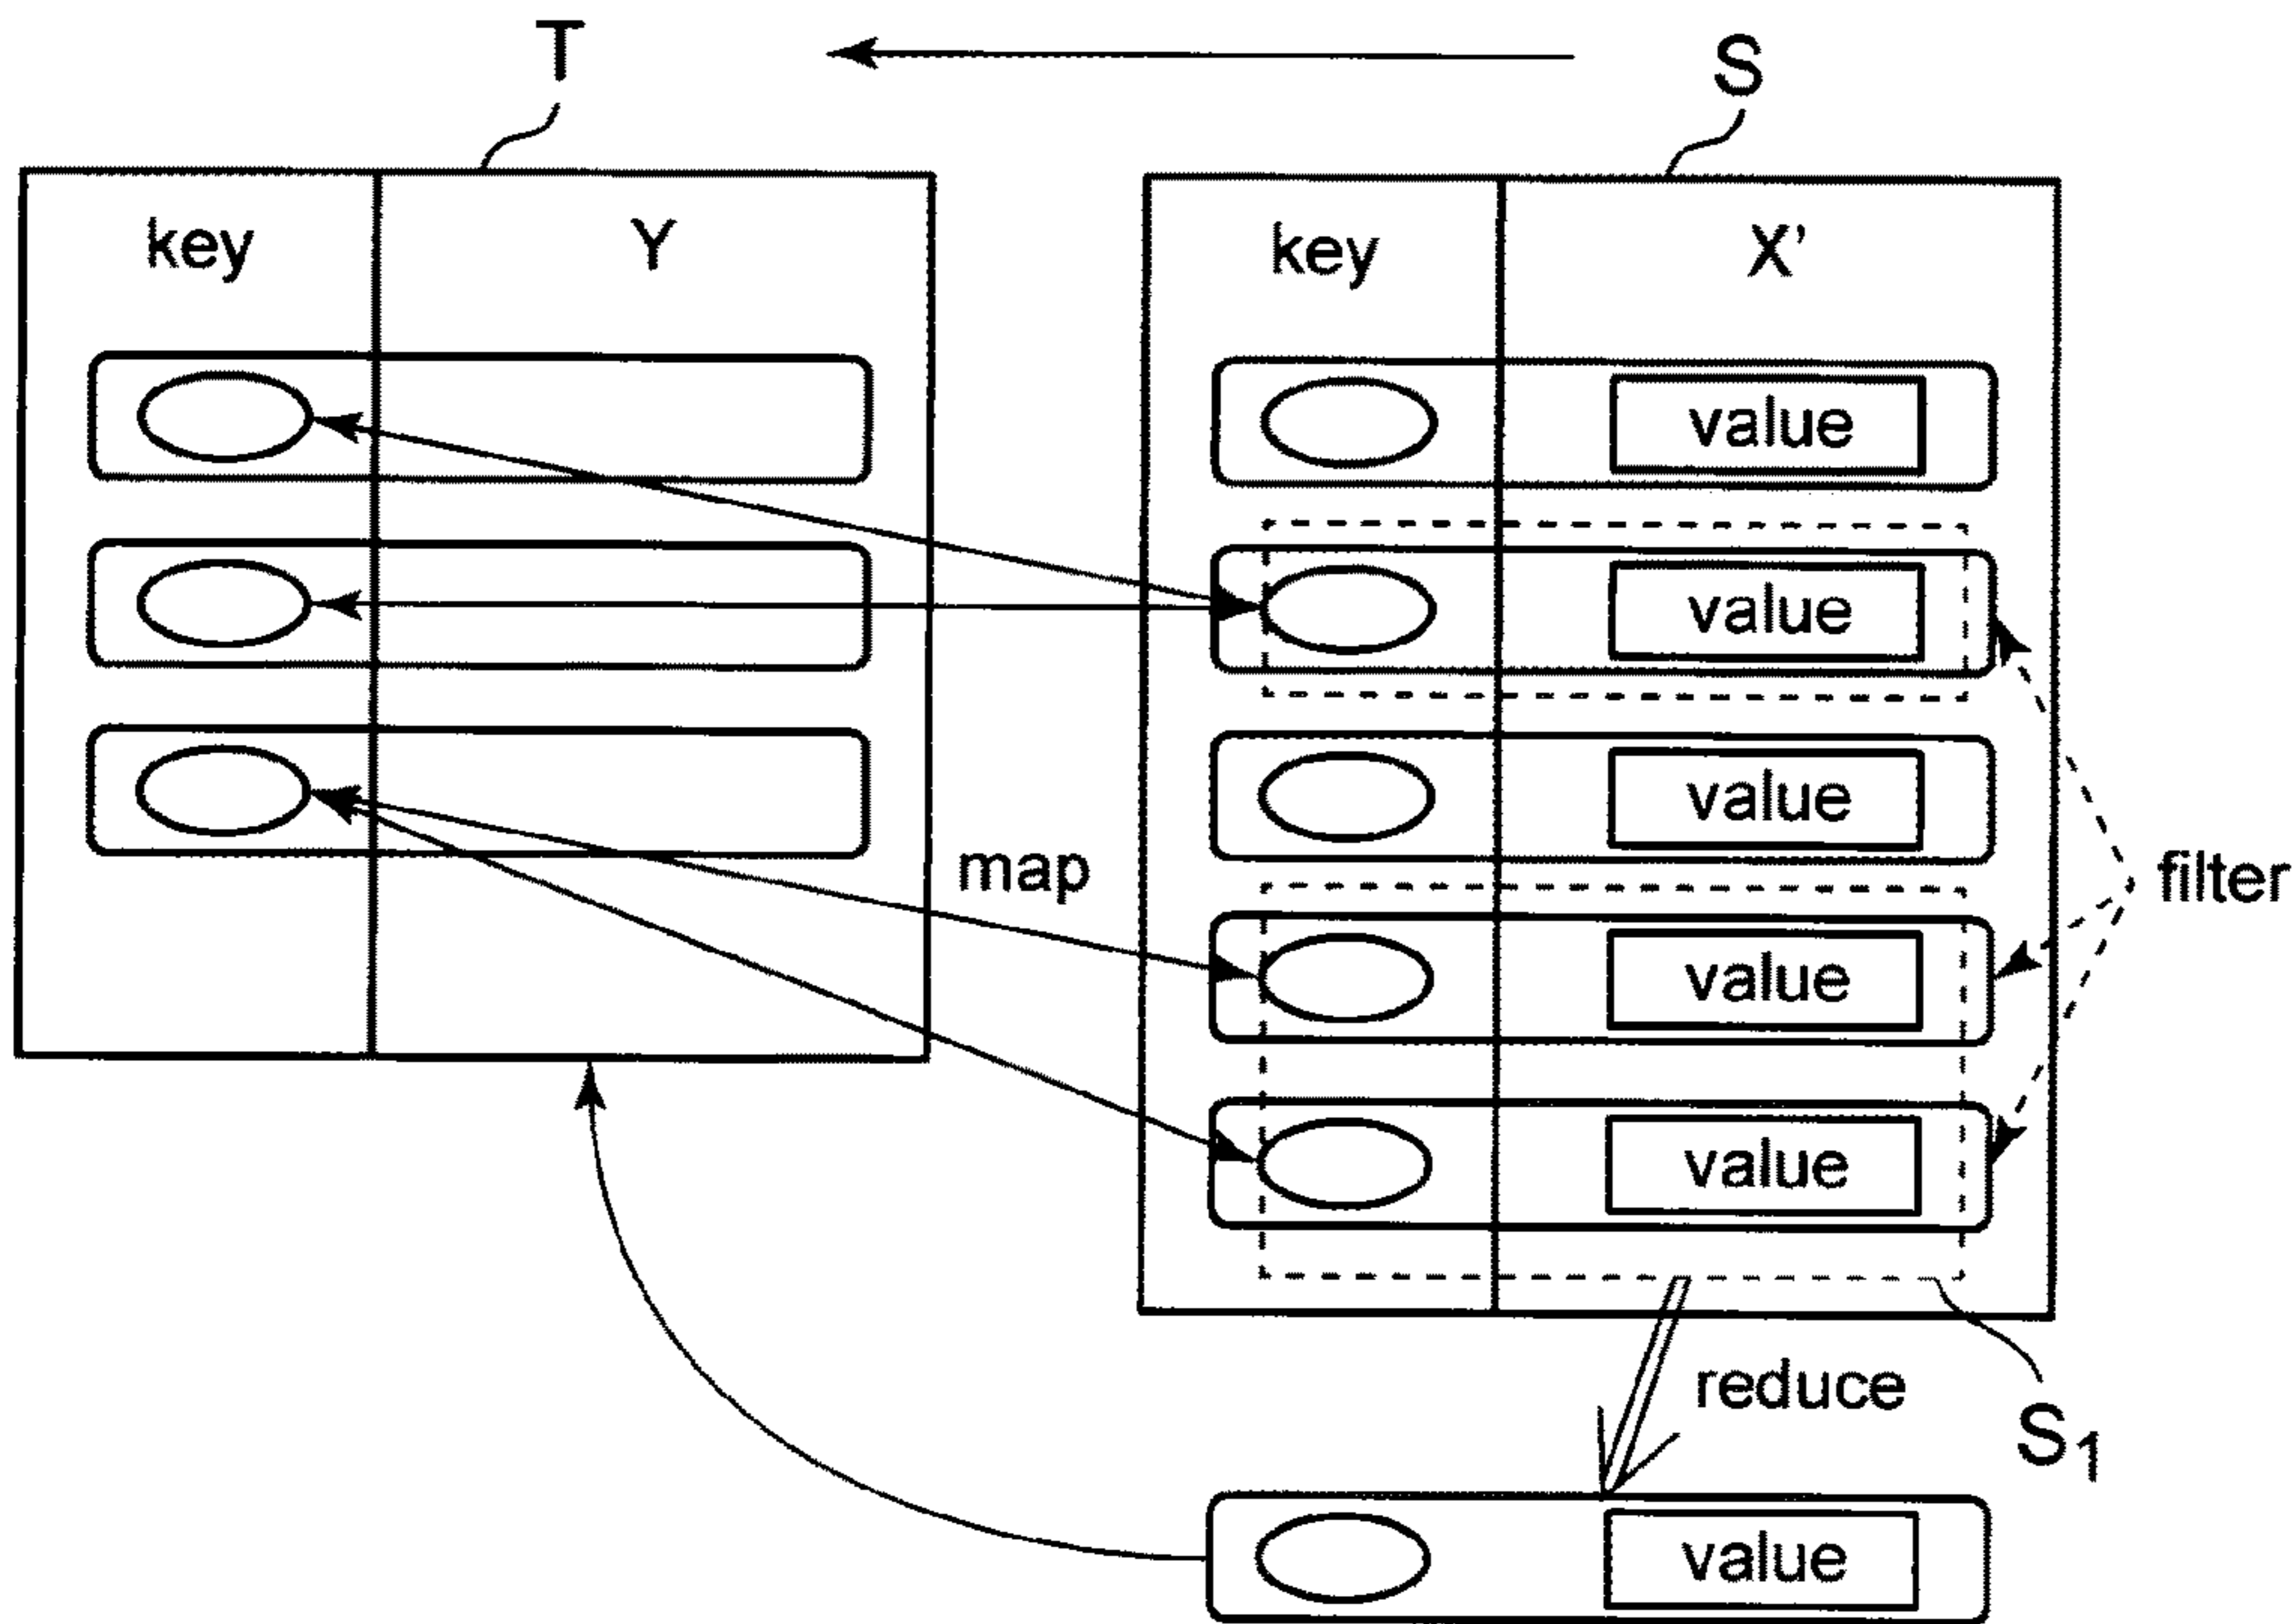 T
S
key
Y
key
X'
value
value
value
map
filter
value
value
reduce
S₁
value